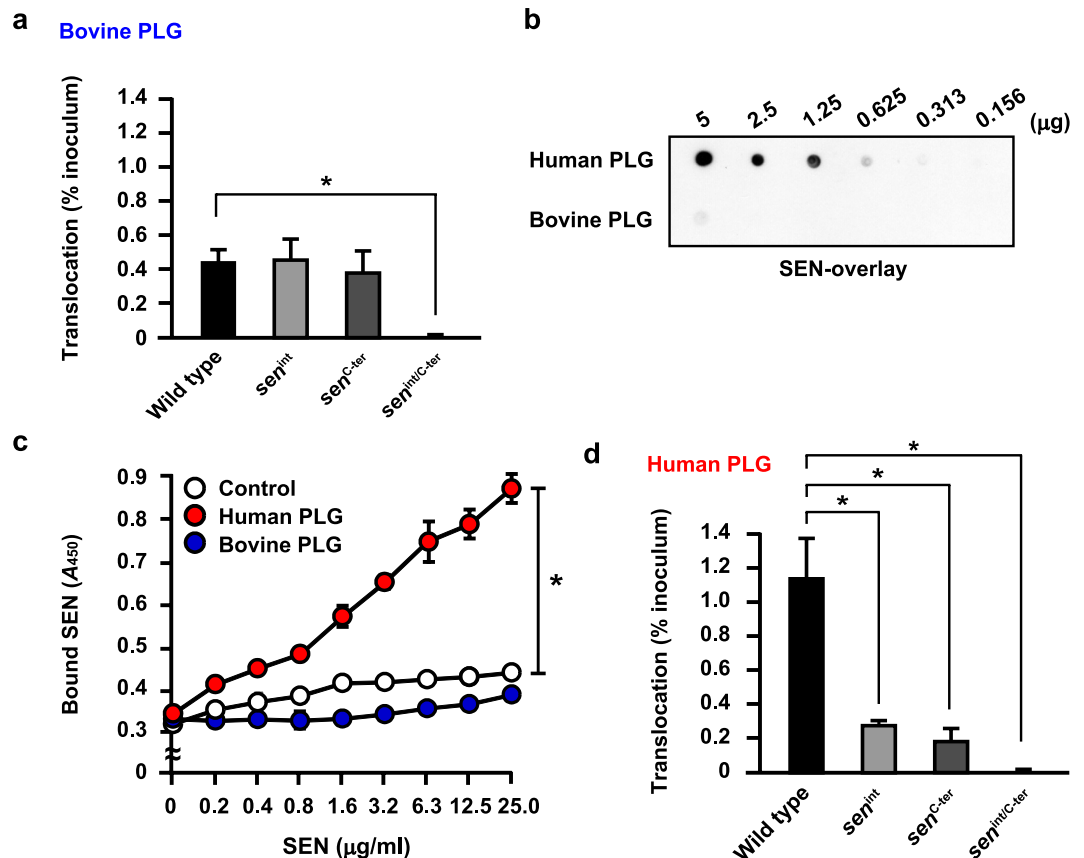 a
Bovine PLG
Translocation (% inoculum)
1.4
1.2
1.0
0.8
0.6
0.4
0.2
0
*
Wild type
sen^int
sen^C-ter
sen^int/C-ter
b
5 2.5 1.25 0.625 0.313 0.156 (μg)
Human PLG
Bovine PLG
SEN-overlay
c
Bound SEN (A450)
0.9
0.8
0.7
0.6
0.5
0.4
0.3
0
Control
Human PLG
Bovine PLG
*
0 0.2 0.4 0.8 1.6 3.2 6.3 12.5 25.0
SEN (μg/ml)
d
Human PLG
Translocation (% inoculum)
1.4
1.2
1.0
0.8
0.6
0.4
0.2
0
*
*
*
Wild type
sen^int
sen^C-ter
sen^int/C-ter